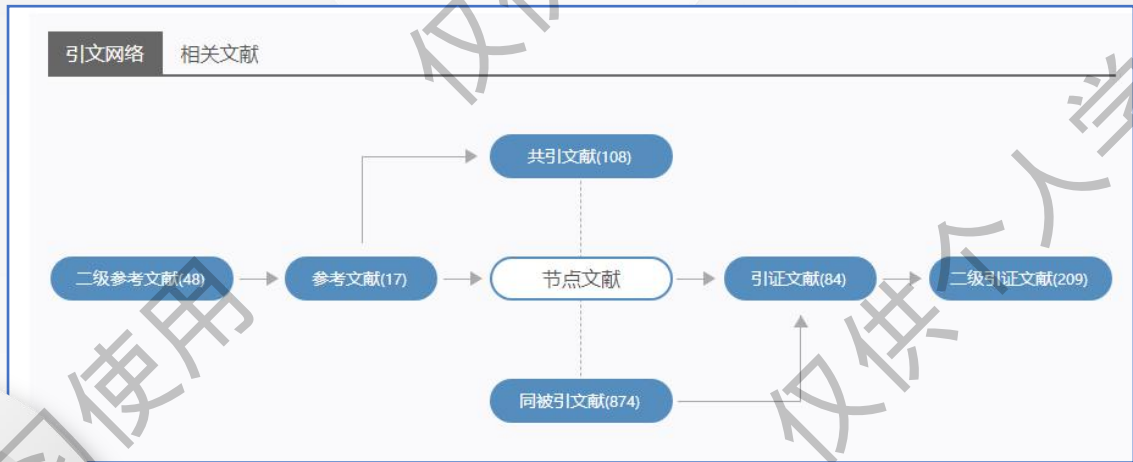 引文网络 相关文献
共引文献(108)
二级参考文献(48) 参考文献(17) 节点文献 引证文献(84) 二级引证文献(209)
同被引文献(874)
仅供个人学
使用
仅供